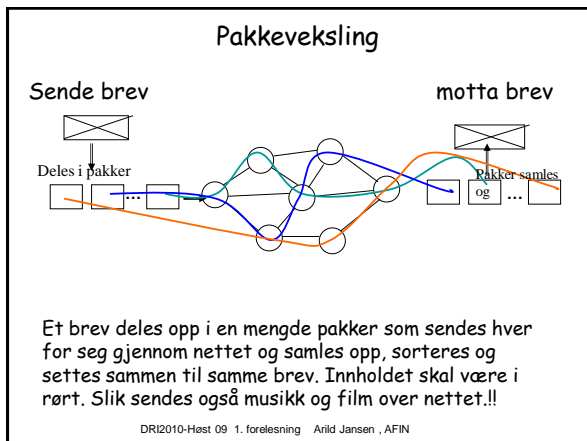 Pakkeveksling
Sende brev
motta brev
Deles i pakker
...
Pakker samles
og
...
Et brev deles opp i en mengde pakker som sendes hver
for seg gjennom nettet og samles opp, sorteres og
settes sammen til samme brev. Innholdet skal være i
rørt. Slik sendes også musikk og film over nettet.!!
DRI2010-Høst 09 1. forelesning Arild Jansen , AFIN